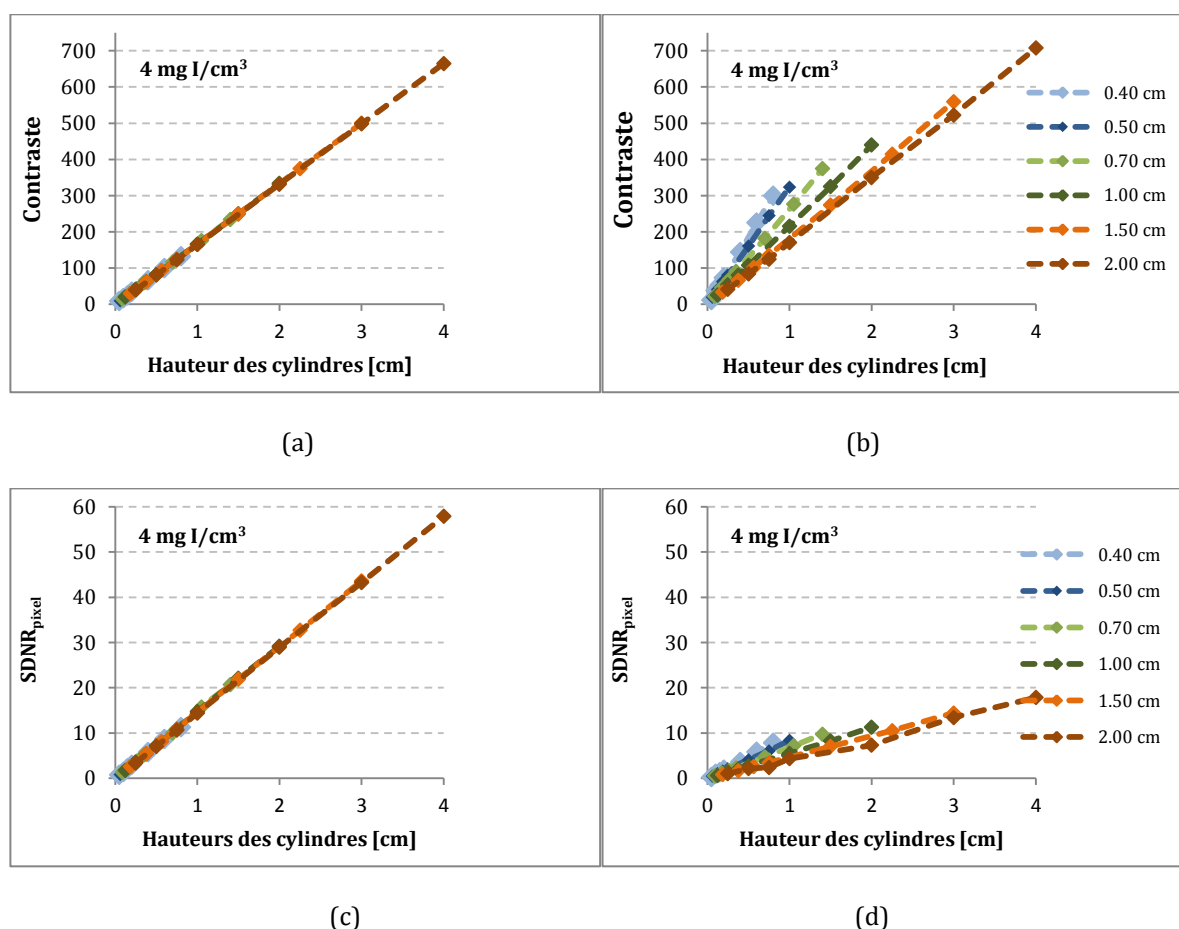 700
600
500
400
300
200
100
0
4 mg I/cm³
Contraste
0 1 2 3 4
Hauteur des cylindres [cm]
(a)
700
600
500
400
300
200
100
0
4 mg I/cm³
Contraste
0 1 2 3 4
Hauteur des cylindres [cm]
0.40 cm
0.50 cm
0.70 cm
1.00 cm
1.50 cm
2.00 cm
(b)
60
50
40
30
20
10
0
4 mg I/cm³
SDNRpixel
0 1 2 3 4
Hauteurs des cylindres [cm]
(c)
60
50
40
30
20
10
0
4 mg I/cm³
SDNRpixel
0 1 2 3 4
Hauteur des cylindres [cm]
0.40 cm
0.50 cm
0.70 cm
1.00 cm
1.50 cm
2.00 cm
(d)